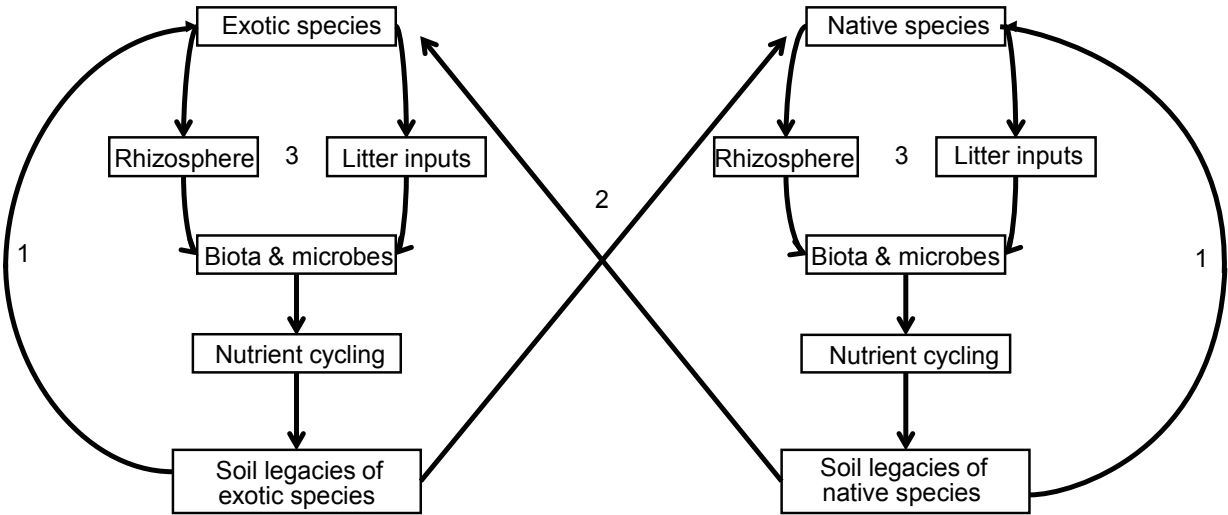 Exotic species
Native species
Rhizosphere
3
Litter inputs
Rhizosphere
3
Litter inputs
2
1
Biota & microbes
Biota & microbes
1
Nutrient cycling
Nutrient cycling
Soil legacies of
exotic species
Soil legacies of
native species